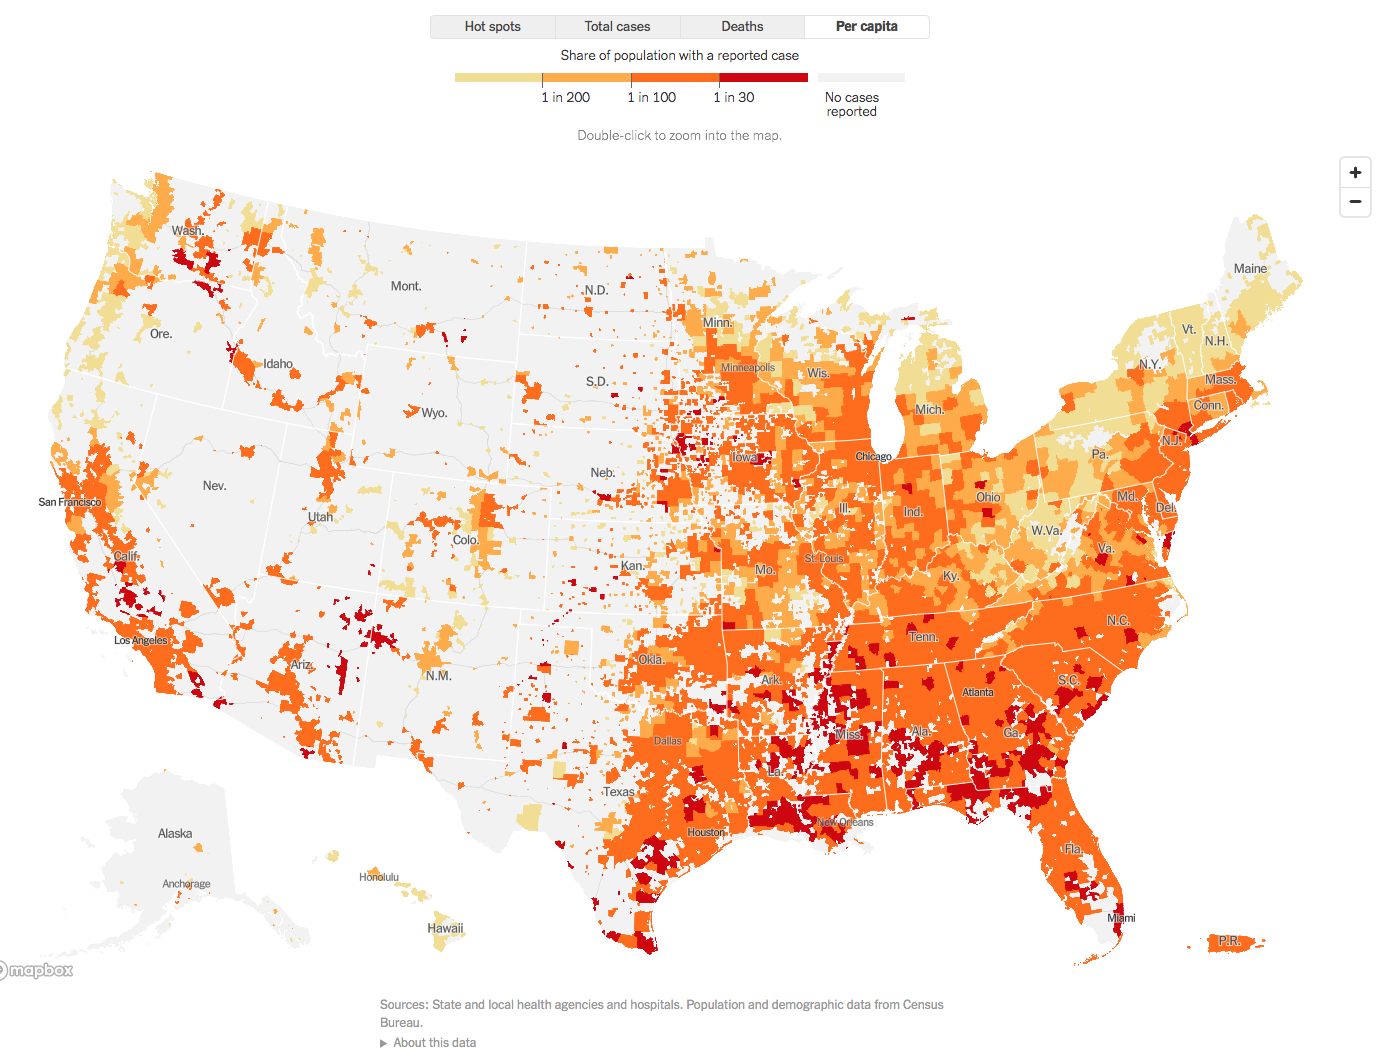 Hot spots
Total cases
Deaths
Per capita
Share of population with a reported case
1 in 200
1 in 100
1 in 30
No cases
reported
Double-click to zoom into the map.
+
−
Wash.
Mont.
N.D.
Minn.
Maine
Ore.
Idaho
Vt.
N.H.
N.Y.
Minneapolis
Wis.
S.D.
Mass.
Wyo.
Mich.
Conn.
N.J.
Chicago
Iowa
Pa.
Neb.
Nev.
San Francisco
Ohio
Md.
Ill.
Ind.
Del.
Utah
Colo.
W.Va.
Va.
Calif.
St. Louis
Kan.
Mo.
Ky.
N.C.
Los Angeles
Tenn.
Okla.
Ariz.
N.M.
Ark.
S.C.
Atlanta
Miss.
Ala.
Ga.
Dallas
La.
Texas
New Orleans
Houston
Alaska
Fla.
Honolulu
Anchorage
Miami
Hawaii
P.R.
mapbox
Sources: State and local health agencies and hospitals. Population and demographic data from Census
Bureau.
▶ About this data